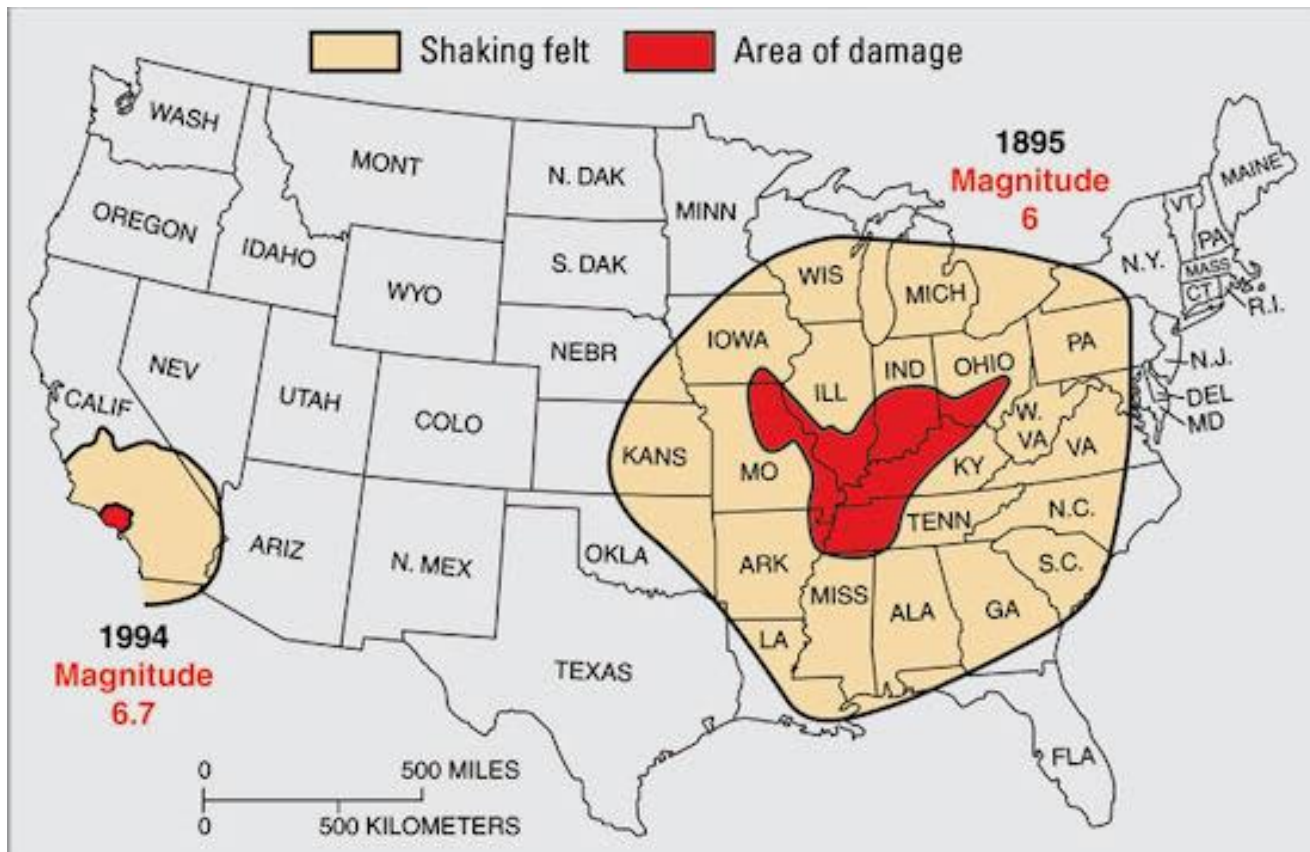 Shaking felt
Area of damage
WASH
MONT
N. DAK
MINN
1895
Magnitude
6
MAINE
VT
PA
OREGON
IDAHO
S. DAK
WYO
WIS
MICH
N.Y.
MASS
CT
R.I.
NEBR
IOWA
PA
N.J.
NEV
UTAH
COLO
ILL
IND
OHIO
DEL
MD
CALIF
KANS
MO
KY
W.
VA
VA
ARIZ
N. MEX
OKLA
ARK
TENN
N.C.
S.C.
MISS
ALA
GA
LA
1994
Magnitude
6.7
TEXAS
FLA
0 500 MILES
0 500 KILOMETERS